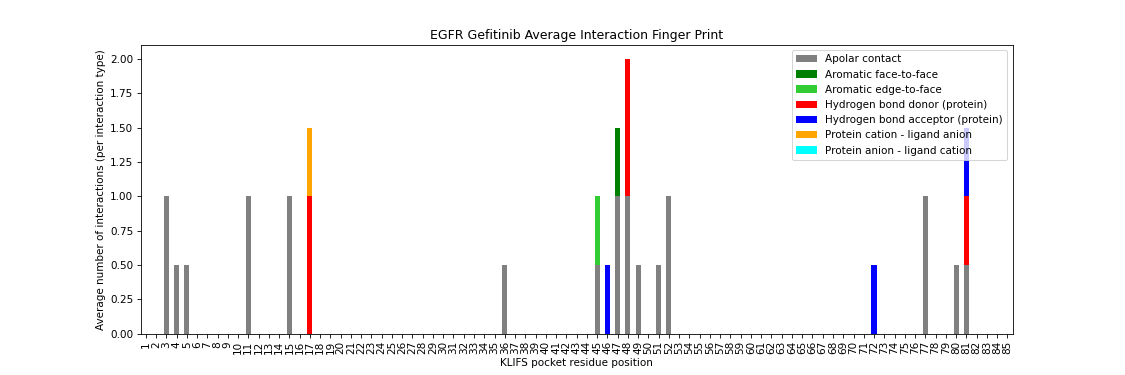 EGFR Gefitinib Average Interaction Finger Print
Average number of interactions (per interaction type)
2.00
1.75
1.50
1.25
1.00
0.75
0.50
0.25
0.00
Apolar contact
Aromatic face-to-face
Aromatic edge-to-face
Hydrogen bond donor (protein)
Hydrogen bond acceptor (protein)
Protein cation - ligand anion
Protein anion - ligand cation
1 2 3 4 5 6 7 8 9 10 11 12 13 14 15 16 17 18 19 20 21 22 23 24 25 26 27 28 29 30 31 32 33 34 35 36 37 38 39 40 41 42 43 44 45 46 47 48 49 50 51 52 53 54 55 56 57 58 59 60 61 62 63 64 65 66 67 68 69 70 71 72 73 74 75 76 77 78 79 80 81 82 83 84 85
KLIFS pocket residue position